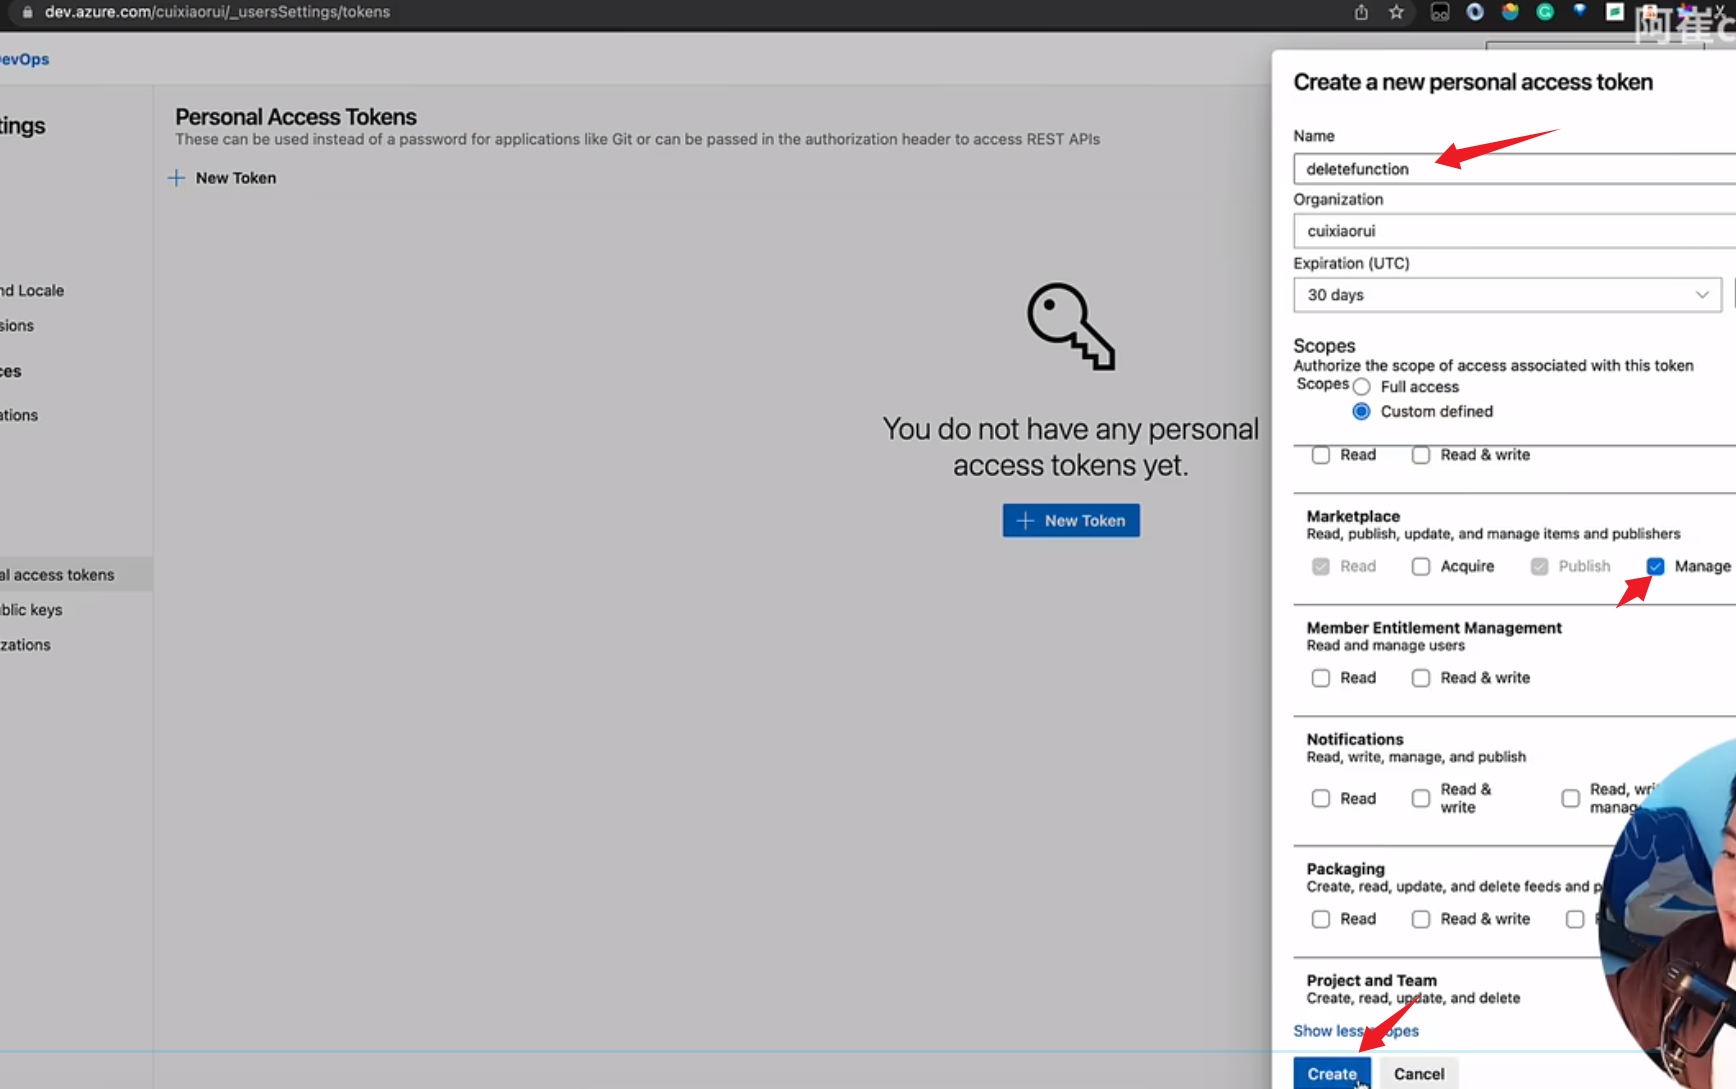 dev.azure.com/cuixiaorui/_usersSettings/tokens
阿崔c
evOps
tings
nd Locale
sions
ces
ations
al access tokens
blic keys
zations
Personal Access Tokens
These can be used instead of a password for applications like Git or can be passed in the authorization header to access REST APIs
New Token
You do not have any personal
access tokens yet.
New Token
Create a new personal access token
Name
deletefunction
Organization
cuixiaorui
Expiration (UTC)
30 days
Scopes
Authorize the scope of access associated with this token
Scopes Full access
Custom defined
Read Read & write
Marketplace
Read, publish, update, and manage items and publishers
Read Acquire Publish Manage
Member Entitlement Management
Read and manage users
Read Read & write
Notifications
Read, write, manage, and publish
Read Read & write Read, wri manag
Packaging
Create, read, update, and delete feeds and p
Read Read & write
Project and Team
Create, read, update, and delete
Show less scopes
Create Cancel